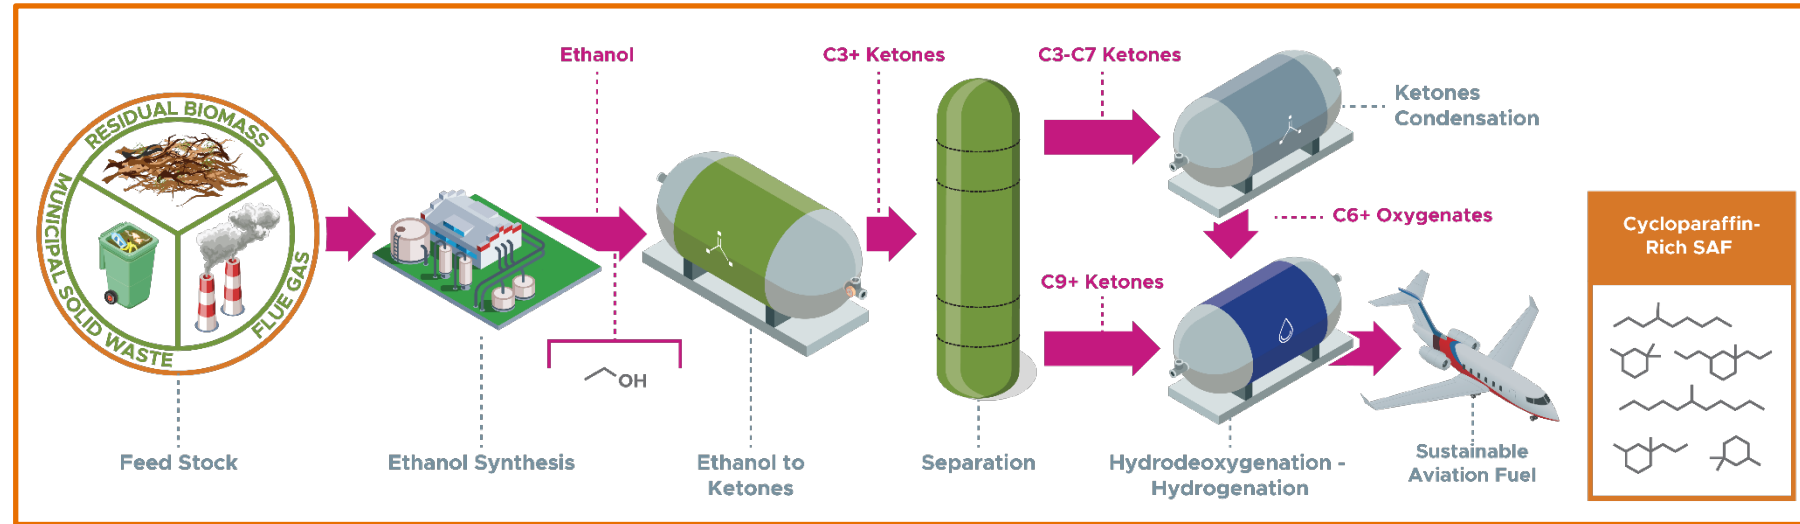 RESIDUAL BIOMASS
MUNICIPAL SOLID WASTE
FLUE GAS
Feed Stock
Ethanol Synthesis
Ethanol
OH
Ethanol to
Ketones
C3+ Ketones
Separation
C3-C7 Ketones
Ketones
Condensation
C6+ Oxygenates
C9+ Ketones
Hydrodeoxygenation -
Hydrogenation
Sustainable
Aviation Fuel
Cycloparaffin-
Rich SAF